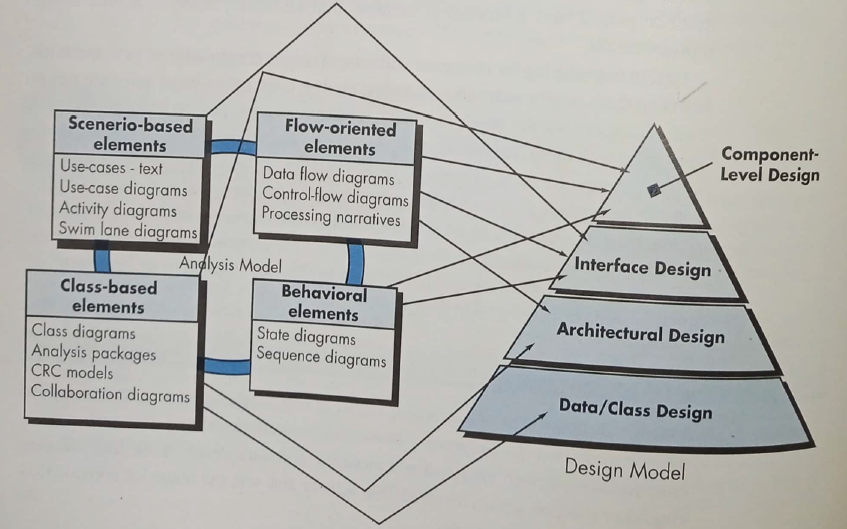 Scenerio-based
elements
Use-cases - text
Use-case diagrams
Activity diagrams
Swim lane diagrams
Flow-oriented
elements
Data flow diagrams
Control-flow diagrams
Processing narratives
Analysis Model
Class-based
elements
Class diagrams
Analysis packages
CRC models
Collaboration diagrams
Behavioral
elements
State diagrams
Sequence diagrams
Component-
Level Design
Interface Design
Architectural Design
Data/Class Design
Design Model